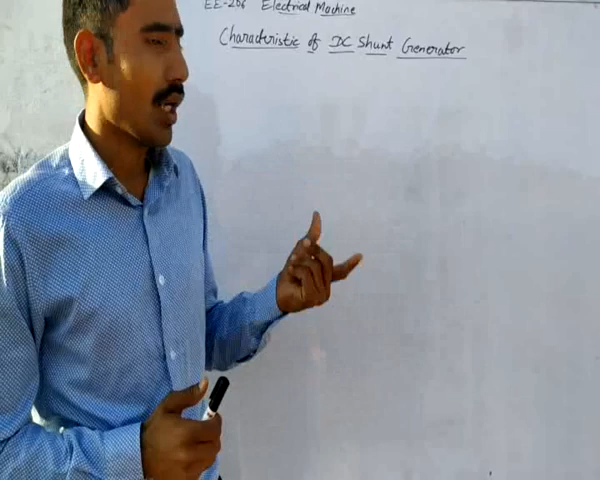 EE-206 Electrical Machine
Characteristic of DC Shunt Generator